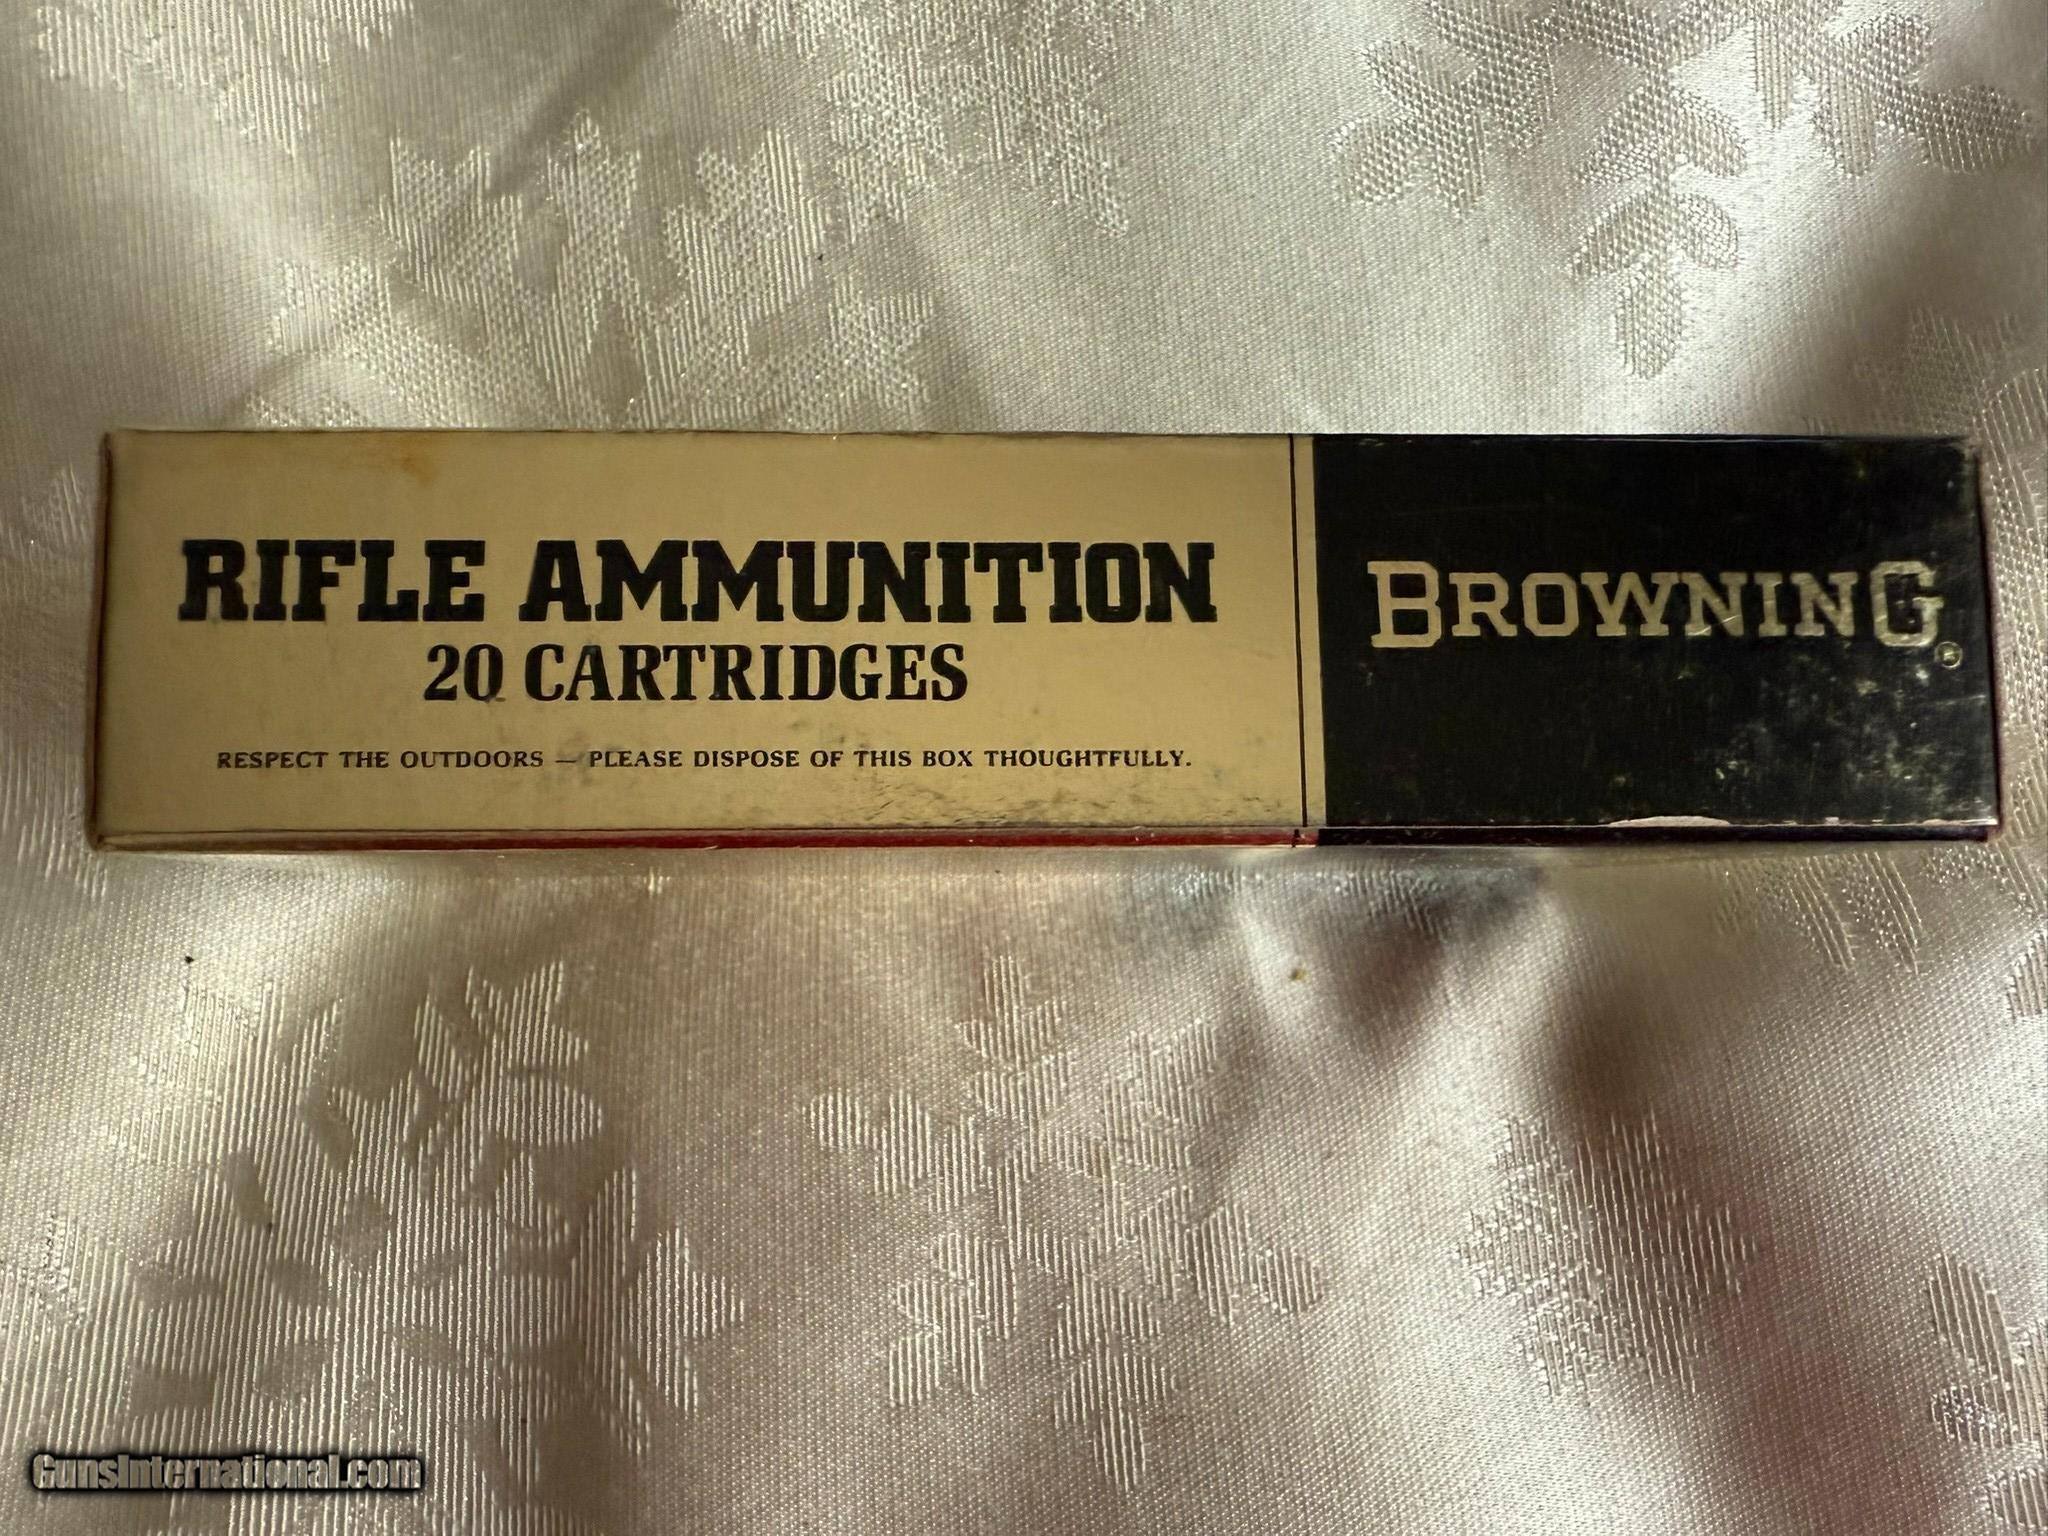 RIFLE AMMUNITION
20 CARTRIDGES
RESPECT THE OUTDOORS — PLEASE DISPOSE OF THIS BOX THOUGHTFULLY.
BROWNING®
GunsInternational.com